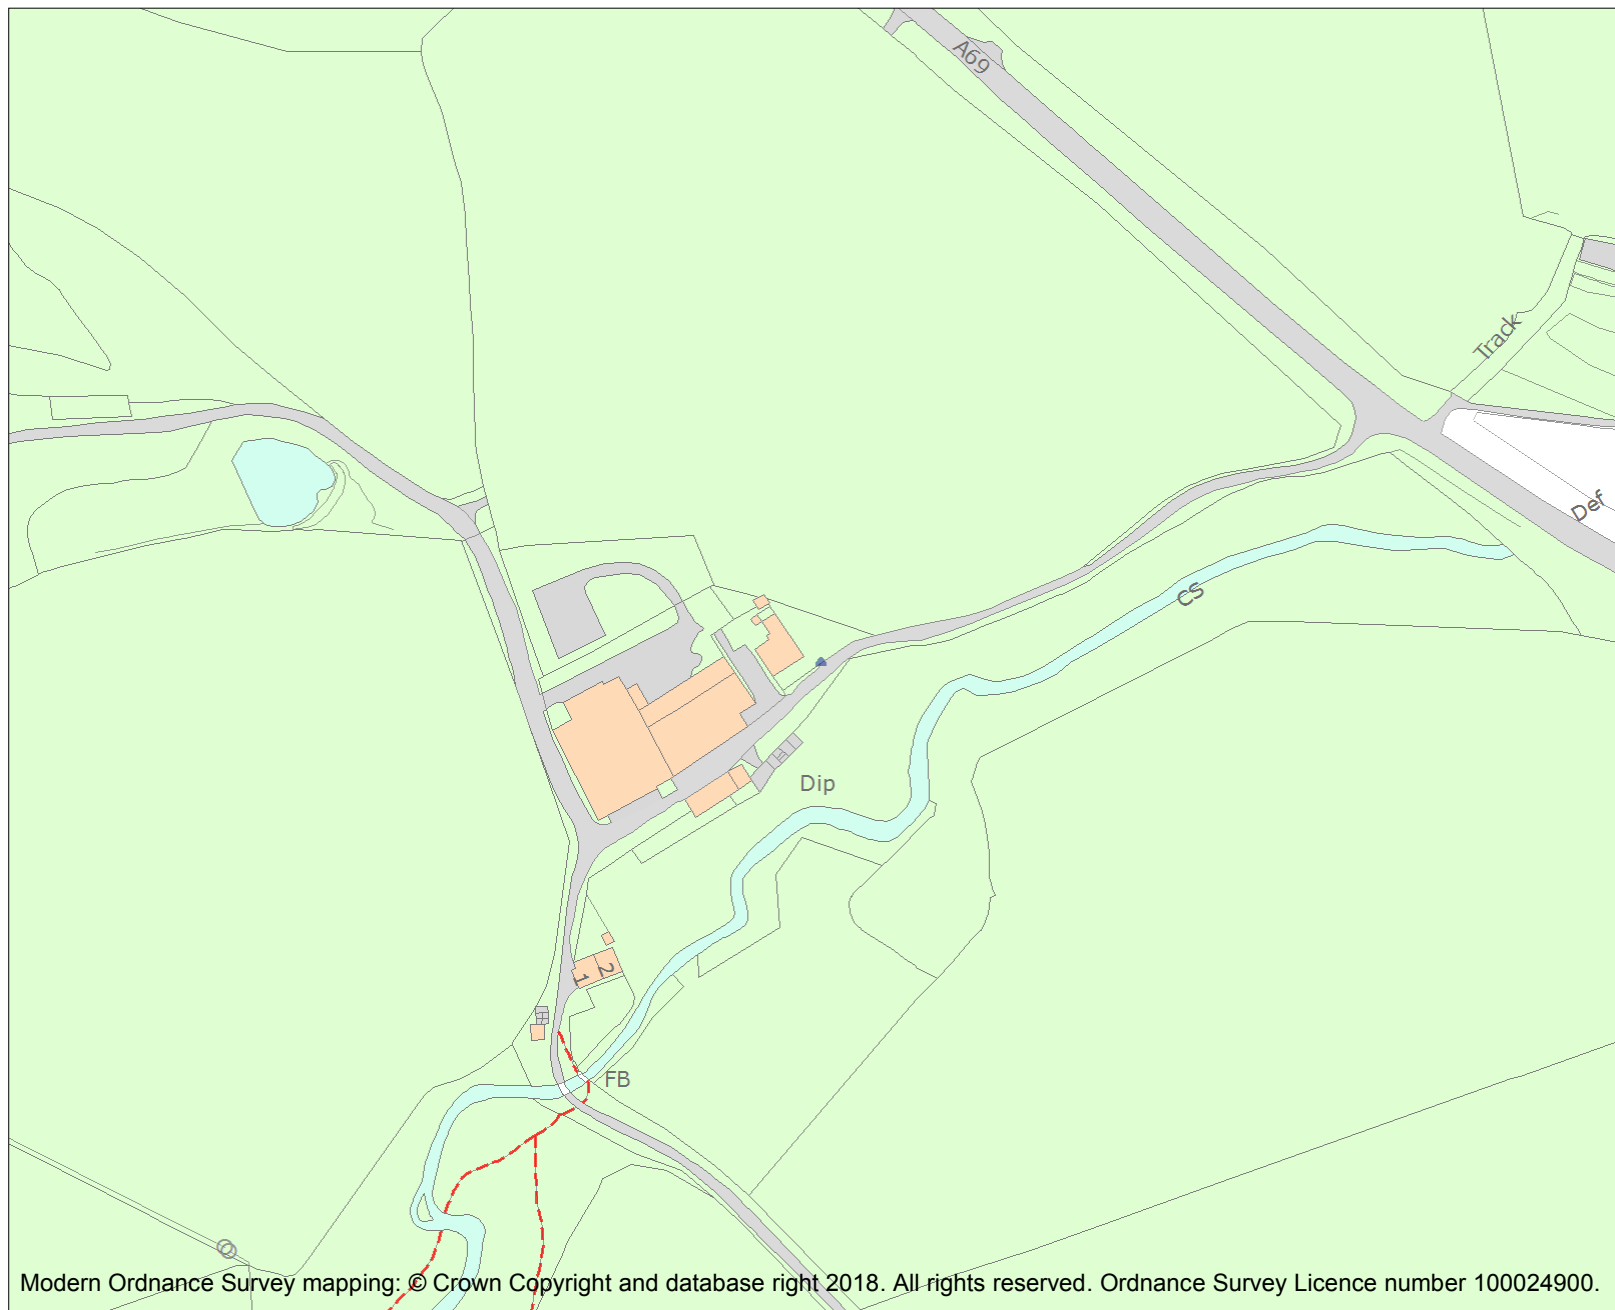 A69
Track
Def
CS
Dip
2
1
FB
Modern Ordnance Survey mapping: © Crown Copyright and database right 2018. All rights reserved. Ordnance Survey Licence number 100024900.